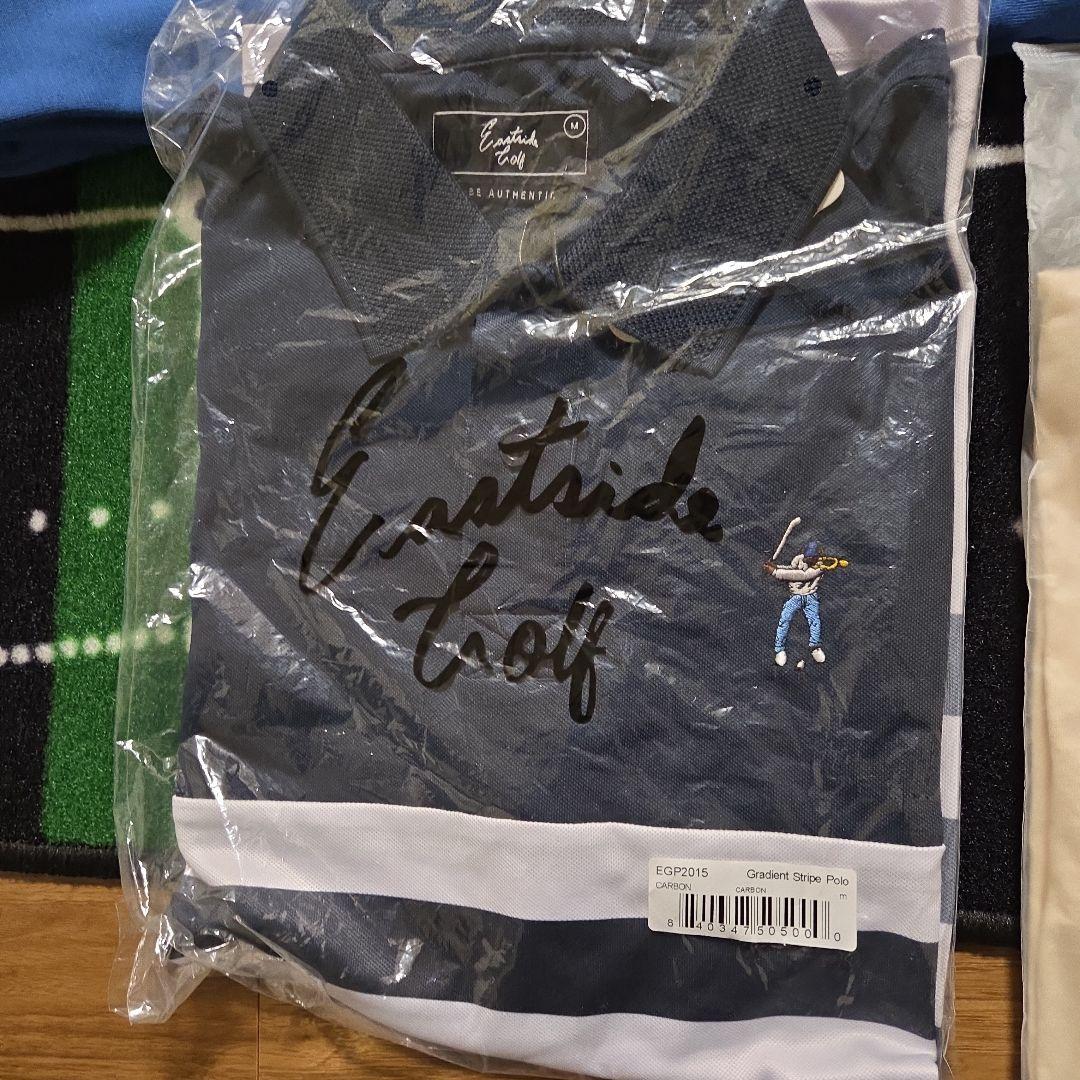 Eastside
Golf
M
BE AUTHENTIC
Eastside
Golf
EGP2015 Gradient Stripe Polo
CARBON CARBON m
8 40347 50500 0